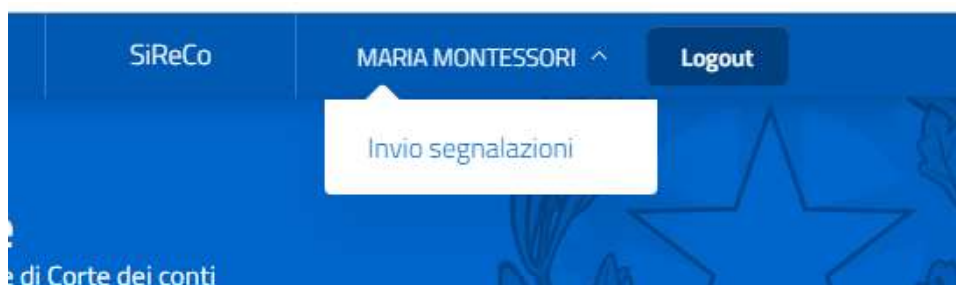 SiReCo
MARIA MONTESSORI
Logout
Invio segnalazioni
e
e di Corte dei conti